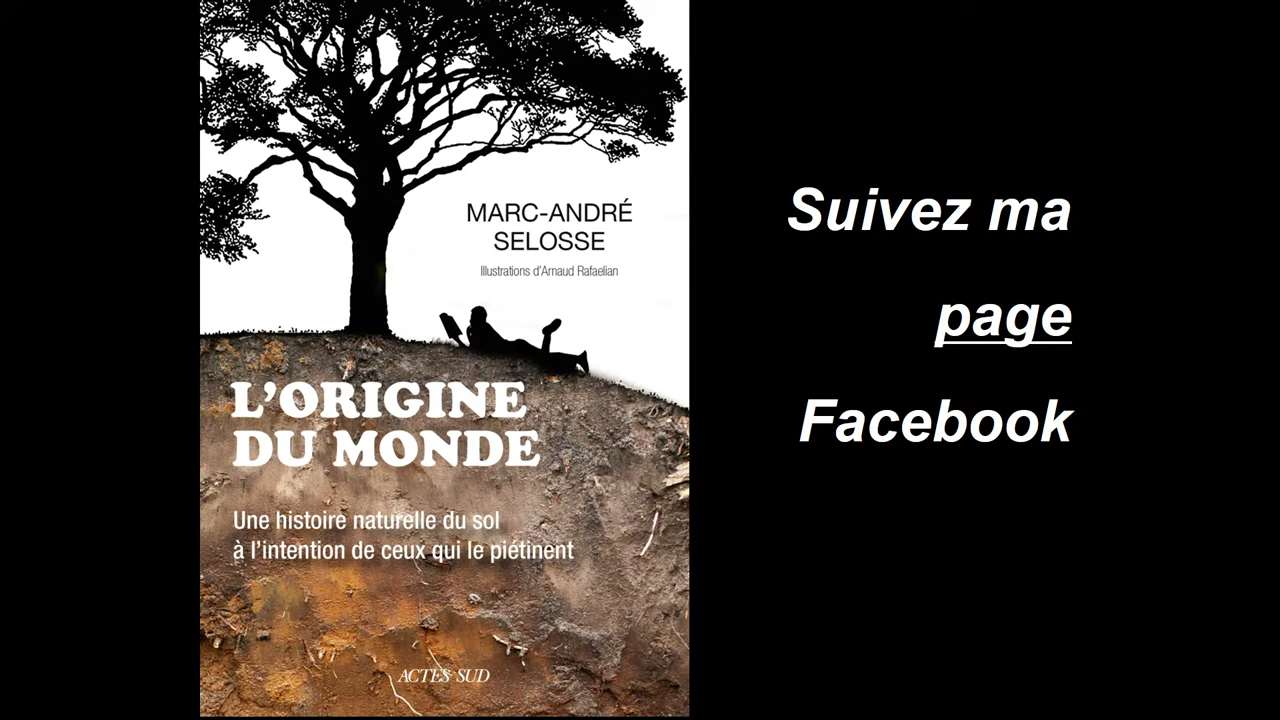 MARC-ANDRÉ
SELOSSE
Illustrations d'Arnaud Rafaelian
L'ORIGINE
DU MONDE
Une histoire naturelle du sol
à l'intention de ceux qui le piétinent
ACTES SUD
Suivez ma
page
Facebook